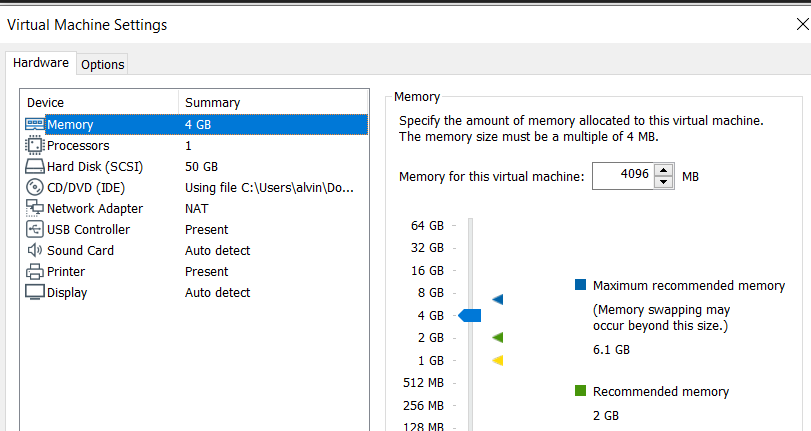 Virtual Machine Settings
Hardware Options
Device Summary
Memory 4 GB
Processors 1
Hard Disk (SCSI) 50 GB
CD/DVD (IDE) Using file C:\Users\alvin\Do...
Network Adapter NAT
USB Controller Present
Sound Card Auto detect
Printer Present
Display Auto detect
Memory
Specify the amount of memory allocated to this virtual machine.
The memory size must be a multiple of 4 MB.
Memory for this virtual machine: 4096 MB
64 GB
32 GB
16 GB
8 GB
4 GB
2 GB
1 GB
512 MB
256 MB
128 MB
Maximum recommended memory
(Memory swapping may
occur beyond this size.)
6.1 GB
Recommended memory
2 GB